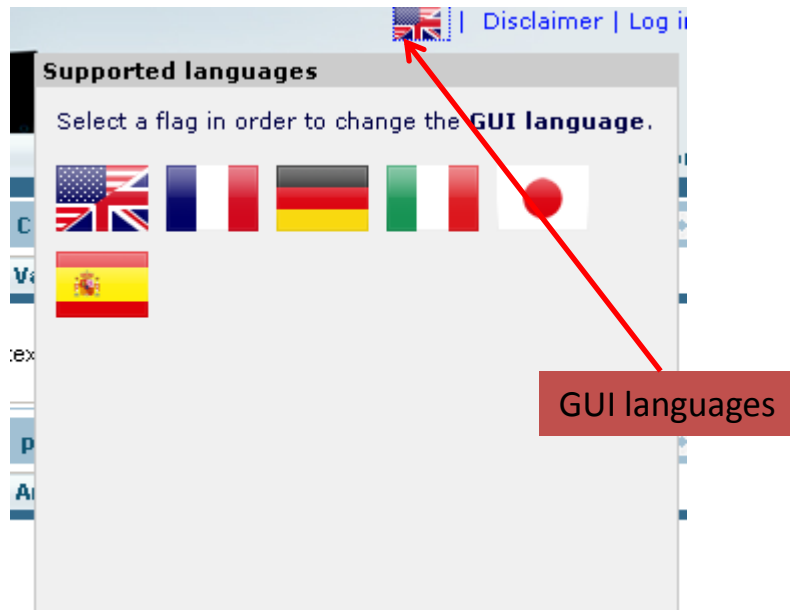 | Disclaimer | Log
Supported languages
Select a flag in order to change the GUI language.
GUI languages